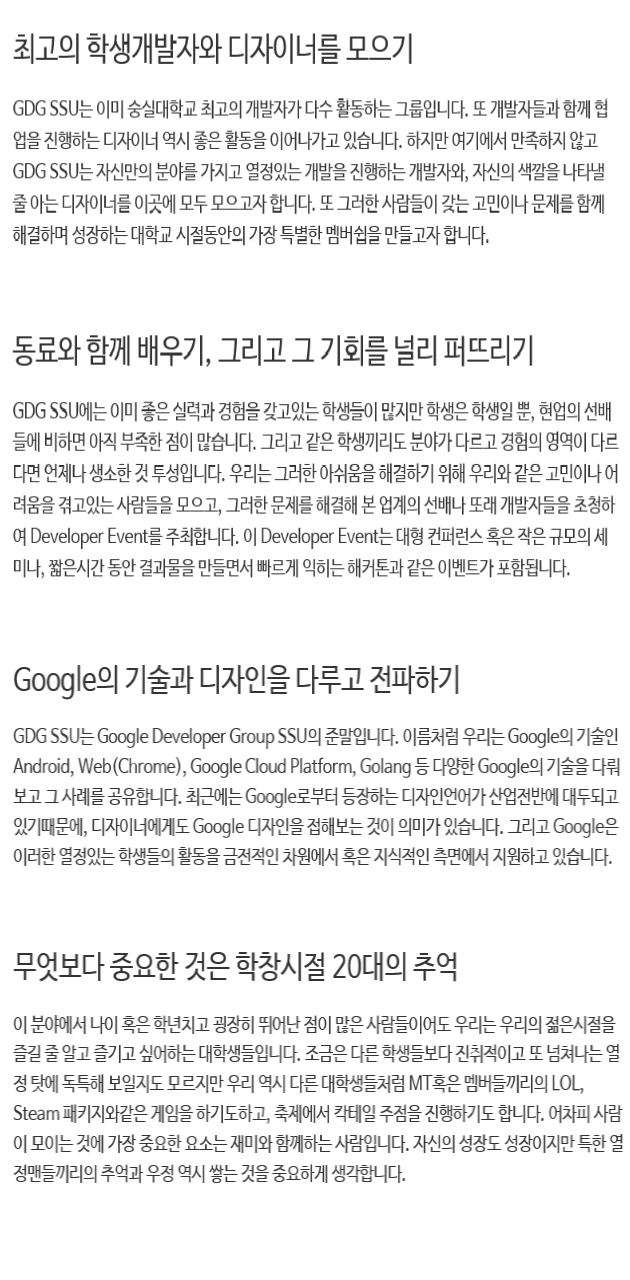 최고의 학생개발자와 디자이너를 모으기
GDG SSU는 이미 숭실대학교 최고의 개발자가 다수 활동하는 그룹입니다. 또 개발자들과 함께 협
업을 진행하는 디자이너 역시 좋은 활동을 이어나가고 있습니다. 하지만 여기에서 만족하지 않고
GDG SSU는 자신만의 분야를 가지고 열정있는 개발을 진행하는 개발자와, 자신의 색깔을 나타낼
줄 아는 디자이너를 이곳에 모두 모으고자 합니다. 또 그러한 사람들이 갖는 고민이나 문제를 함께
해결하며 성장하는 대학교 시절동안의 가장 특별한 멤버쉽을 만들고자 합니다.
동료와 함께 배우기, 그리고 그 기회를 널리 퍼뜨리기
GDG SSU에는 이미 좋은 실력과 경험을 갖고있는 학생들이 많지만 학생은 학생일 뿐, 현업의 선배
들에 비하면 아직 부족한 점이 많습니다. 그리고 같은 학생끼리도 분야가 다르고 경험의 영역이 다르
다면 언제나 생소한 것 투성입니다. 우리는 그러한 아쉬움을 해결하기 위해 우리와 같은 고민이나 어
려움을 겪고있는 사람들을 모으고, 그러한 문제를 해결해 본 업계의 선배나 또래 개발자들을 초청하
여 Developer Event를 주최합니다. 이 Developer Event는 대형 컨퍼런스 혹은 작은 규모의 세
미나, 짧은시간 동안 결과물을 만들면서 빠르게 익히는 해커톤과 같은 이벤트가 포함됩니다.
Google의 기술과 디자인을 다루고 전파하기
GDG SSU는 Google Developer Group SSU의 준말입니다. 이름처럼 우리는 Google의 기술인
Android, Web(Chrome), Google Cloud Platform, Golang 등 다양한 Google의 기술을 다뤄
보고 그 사례를 공유합니다. 최근에는 Google로부터 등장하는 디자인언어가 산업전반에 대두되고
있기때문에, 디자이너에게도 Google 디자인을 접해보는 것이 의미가 있습니다. 그리고 Google은
이러한 열정있는 학생들의 활동을 금전적인 차원에서 혹은 지식적인 측면에서 지원하고 있습니다.
무엇보다 중요한 것은 학창시절 20대의 추억
이 분야에서 나이 혹은 학년치고 굉장히 뛰어난 점이 많은 사람들이어도 우리는 우리의 젊은시절을
즐길 줄 알고 즐기고 싶어하는 대학생들입니다. 조금은 다른 학생들보다 진취적이고 또 넘쳐나는 열
정 탓에 독특해 보일지도 모르지만 우리 역시 다른 대학생들처럼 MT혹은 멤버들끼리의 LOL,
Steam 패키지와같은 게임을 하기도하고, 축제에서 칵테일 주점을 진행하기도 합니다. 어차피 사람
이 모이는 것에 가장 중요한 요소는 재미와 함께하는 사람입니다. 자신의 성장도 성장이지만 특한 열
정맨들끼리의 추억과 우정 역시 쌓는 것을 중요하게 생각합니다.